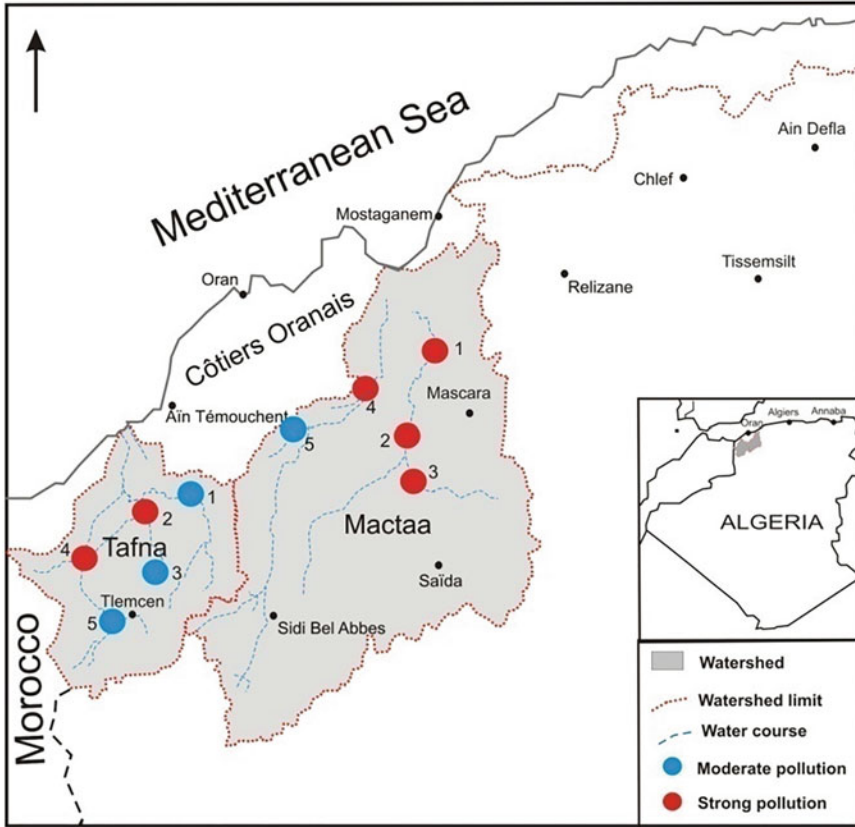 Mediterranean Sea
Ain Defla
Chlef
Mostaganem
Tissemsilt
Oran
Relizane
Côtiers Oranais
1
Mascara
4
Aïn Témouchent
5
2
3
Mactaa
1
2
Tafna
4
3
Saïda
Tlemcen
5
Sidi Bel Abbes
Morocco
Oran
Algiers
Annaba
ALGERIA
Watershed
Watershed limit
Water course
Moderate pollution
Strong pollution